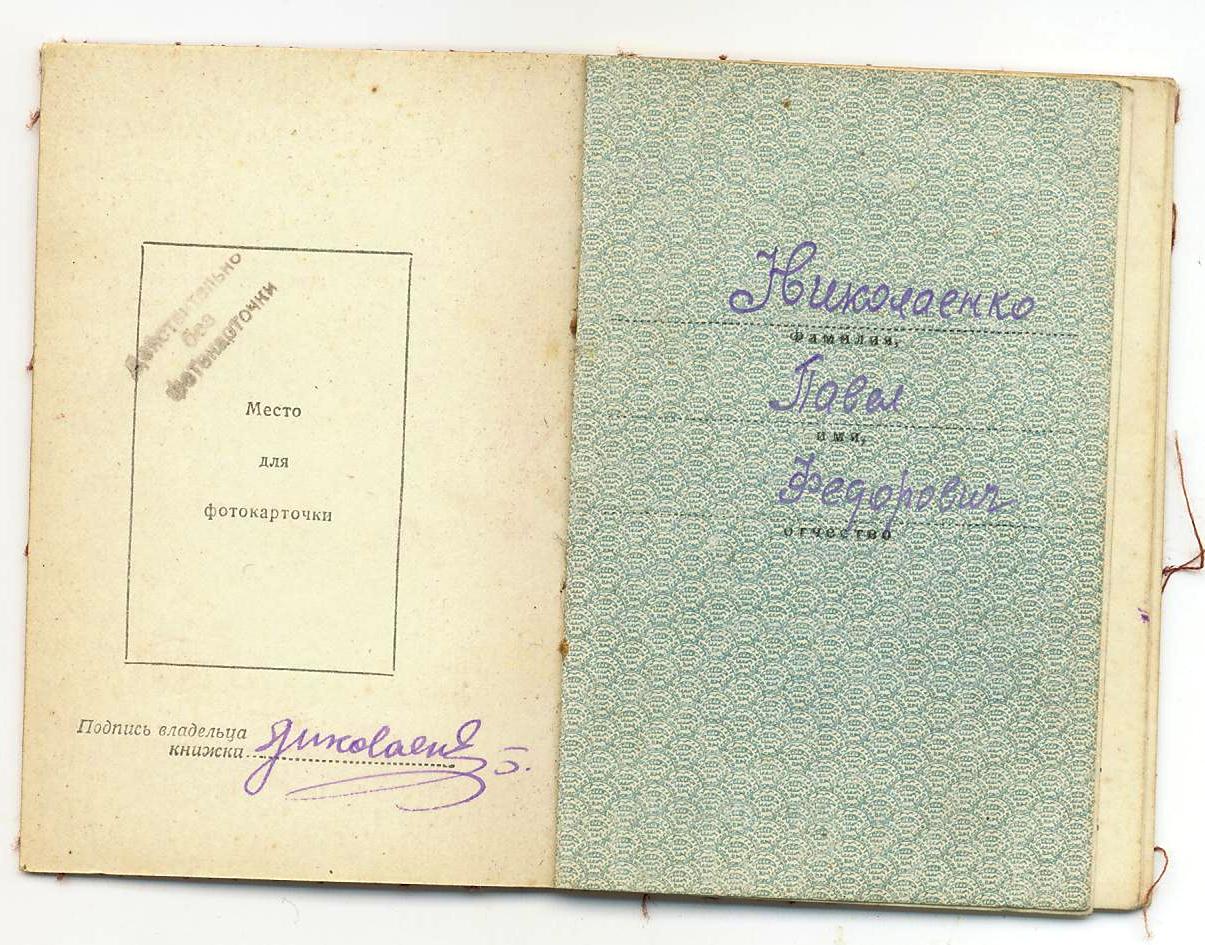 Действительно
без
фотокарточки
Место
для
фотокарточки
Подпись владельца
книжки
Николаенко
фамилия,
Павел
имя,
Федорович
отчество